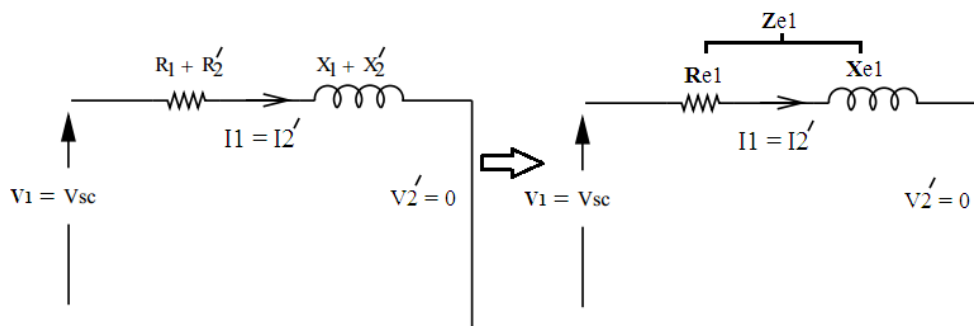 R1 + R2′
X1 + X2′
I1 = I2′
V1 = Vsc
V2′ = 0
Ze1
Re1
Xe1
I1 = I2′
V1 = Vsc
V2′ = 0